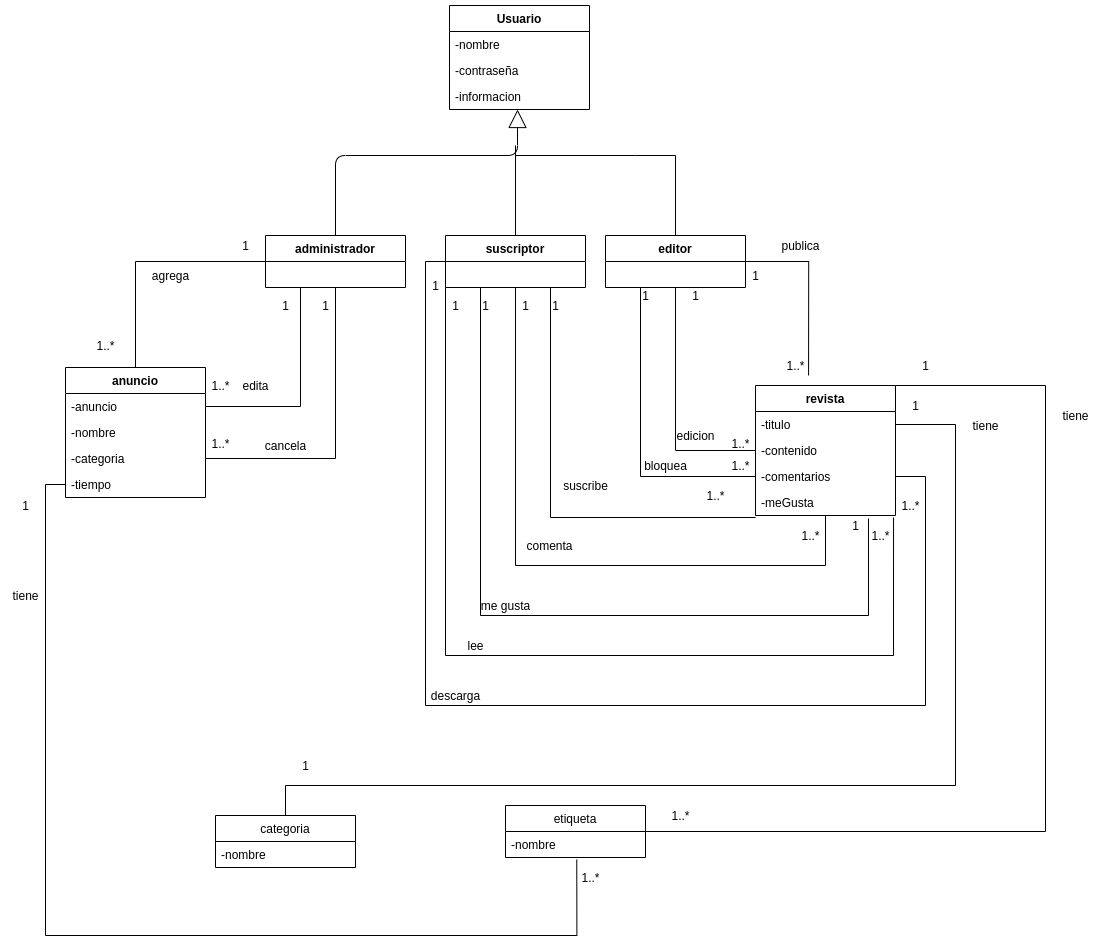 Usuario
-nombre
-contraseña
-informacion
administrador
suscriptor
editor
publica
1
agrega
1
1
1..*
1
1
1
1
1
1
1
1
anuncio
-anuncio
-nombre
-categoria
-tiempo
1..*
edita
1..*
cancela
1..*
1
revista
-titulo
-contenido
-comentarios
-meGusta
1
tiene
tiene
edicion
1..*
bloquea
1..*
suscribe
1..*
1..*
1
1..*
1..*
1
comenta
tiene
me gusta
lee
descarga
1
categoria
-nombre
etiqueta
-nombre
1..*
1..*